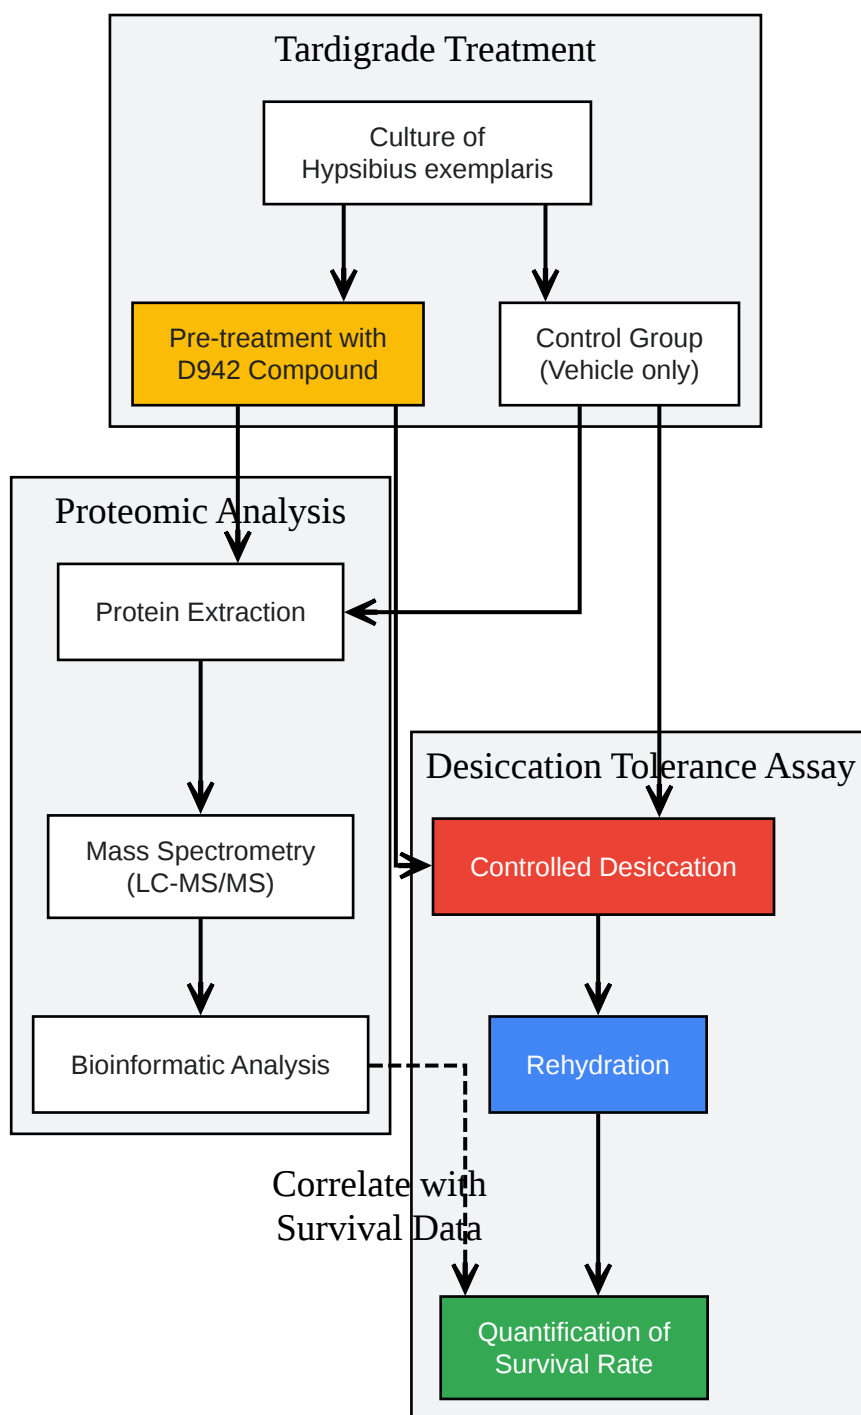 Tardigrade Treatment
Culture of
Hypsibius exemplaris
Pre-treatment with
D942 Compound
Control Group
(Vehicle only)
Proteomic Analysis
Protein Extraction
Mass Spectrometry
(LC-MS/MS)
Bioinformatic Analysis
Desiccation Tolerance Assay
Controlled Desiccation
Rehydration
Correlate with
Survival Data
Quantification of
Survival Rate